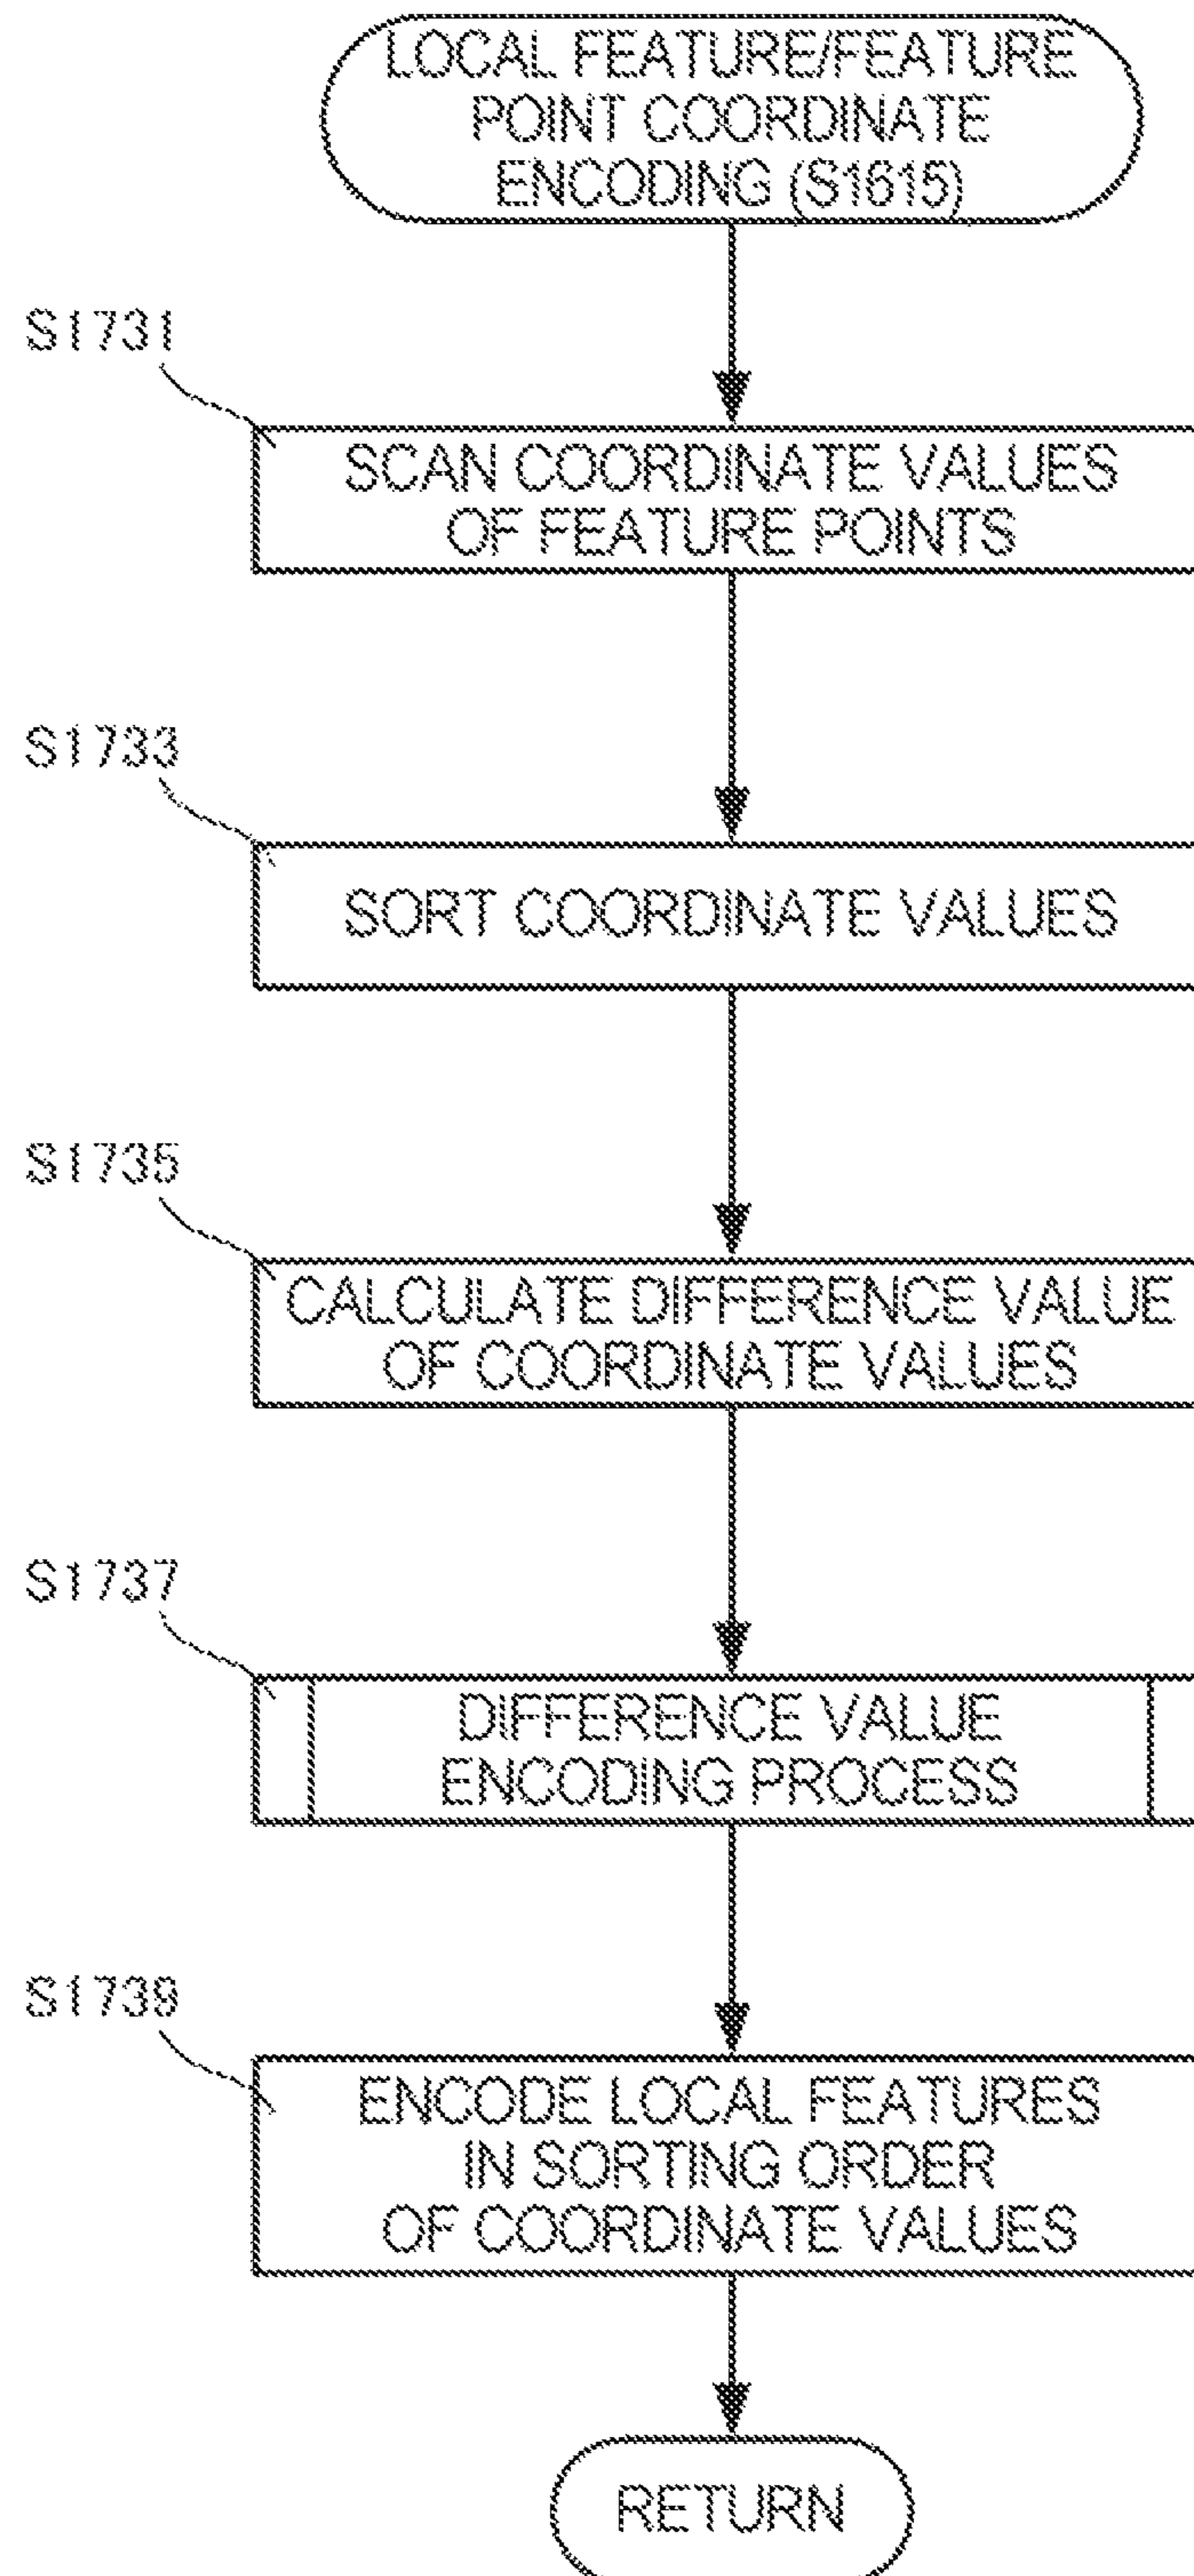 LOCAL FEATURE/FEATURE
POINT COORDINATE
ENCODING (S1615)
S1731
SCAN COORDINATE VALUES
OF FEATURE POINTS
S1733
SORT COORDINATE VALUES
S1735
CALCULATE DIFFERENCE VALUE
OF COORDINATE VALUES
S1737
DIFFERENCE VALUE
ENCODING PROCESS
S1739
ENCODE LOCAL FEATURES
IN SORTING ORDER
OF COORDINATE VALUES
RETURN